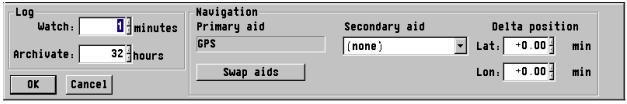 Log
Watch: 1 minutes
Archivate: 32 hours
OK Cancel
Navigation
Primary aid Secondary aid Delta position
GPS (none) Lat: +0.00 min
Swap aids Lon: +0.00 min